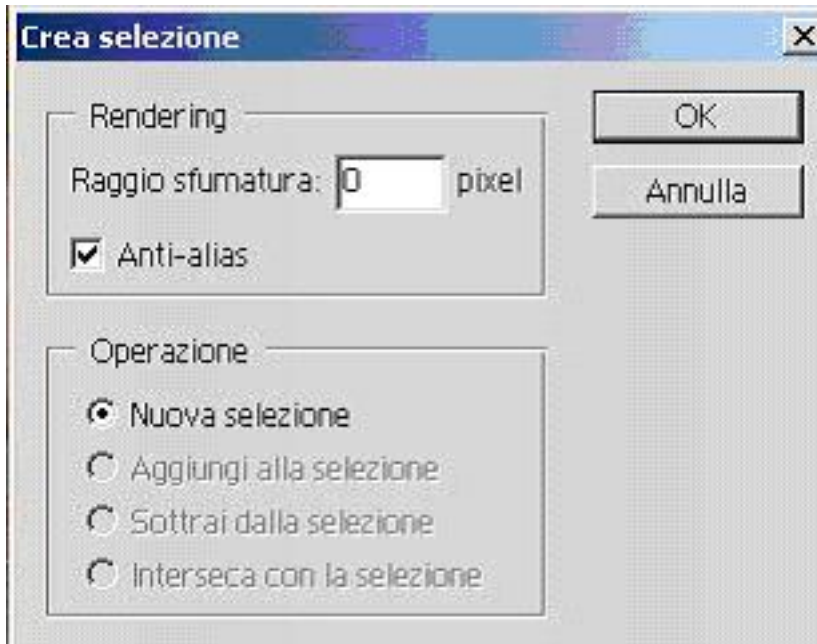 Crea selezione
Rendering
OK
Raggio sfumatura: 0 pixel
Annulla
Anti-alias
Operazione
Nuova selezione
Aggiungi alla selezione
Sottrai dalla selezione
Interseca con la selezione